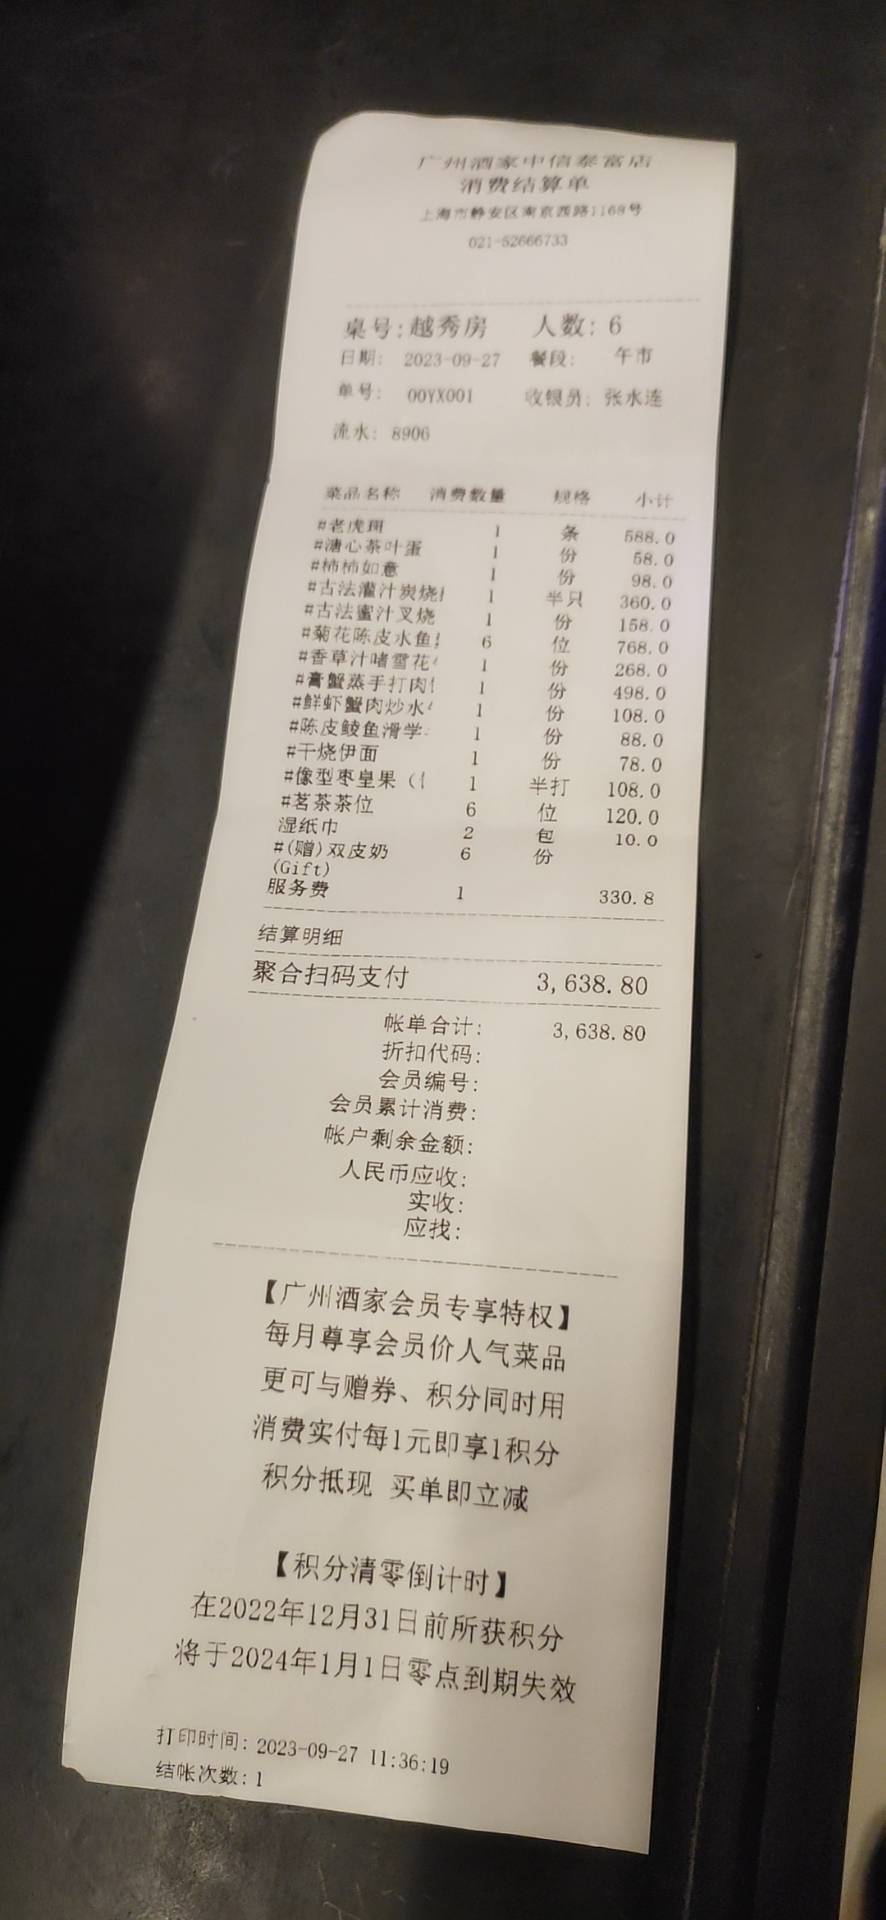 广州酒家中信泰富店
消费结算单
上海市静安区南京西路1168号
021-52666733
桌号:越秀房 人数: 6
日期: 2023-09-27 餐段: 午市
单号: 00YX001 收银员: 张水连
流水: 8906
菜品名称 消费数量 规格 小计
#老虎斑 1 条 588.0
#溏心茶叶蛋 1 份 58.0
#柿柿如意 1 份 98.0
#古法灌汁炭烧 1 半只 360.0
#古法蜜汁叉烧 1 份 158.0
#菊花陈皮水鱼 6 位 768.0
#香草汁啫雪花 1 份 268.0
#膏蟹蒸手打肉 1 份 498.0
#鲜虾蟹肉炒水 1 份 108.0
#陈皮鲮鱼滑学 1 份 88.0
#干烧伊面 1 份 78.0
#像型枣皇果（ 1 半打 108.0
#茗茶茶位 6 位 120.0
湿纸巾 2 包 10.0
#(赠)双皮奶 6 份
(Gift)
服务费 1 330.8
结算明细
聚合扫码支付 3,638.80
帐单合计: 3,638.80
折扣代码:
会员编号:
会员累计消费:
帐户剩余金额:
人民币应收:
实收:
应找:
【广州酒家会员专享特权】
每月尊享会员价人气菜品
更可与赠券、积分同时用
消费实付每1元即享1积分
积分抵现 买单即立减
【积分清零倒计时】
在2022年12月31日前所获积分
将于2024年1月1日零点到期失效
打印时间: 2023-09-27 11:36:19
结帐次数: 1